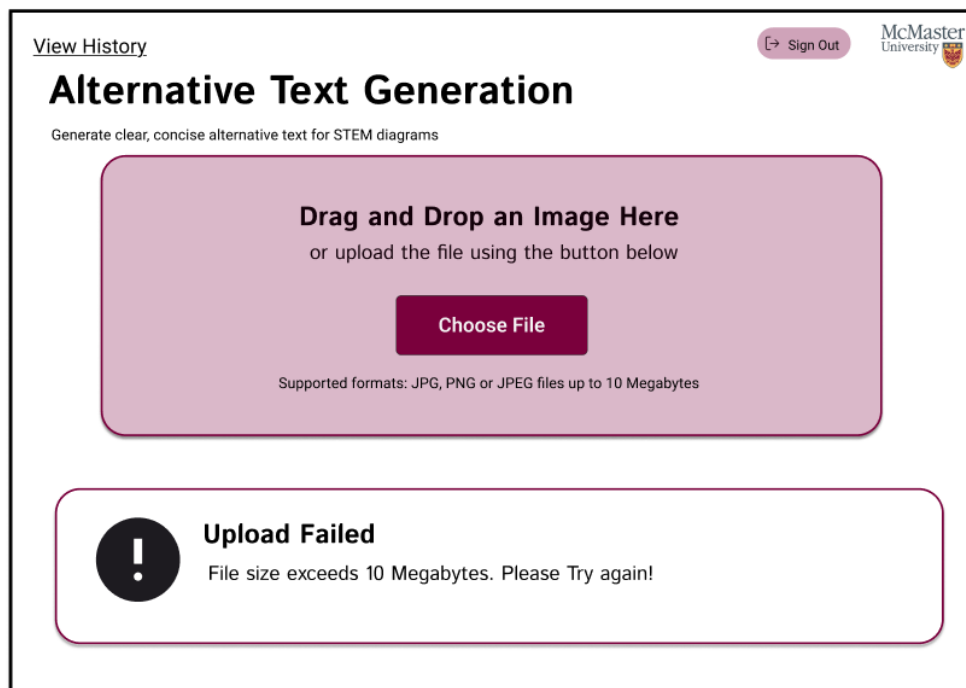 View History
Sign Out
McMaster
University
Alternative Text Generation
Generate clear, concise alternative text for STEM diagrams
Drag and Drop an Image Here
or upload the file using the button below
Choose File
Supported formats: JPG, PNG or JPEG files up to 10 Megabytes
Upload Failed
File size exceeds 10 Megabytes. Please Try again!